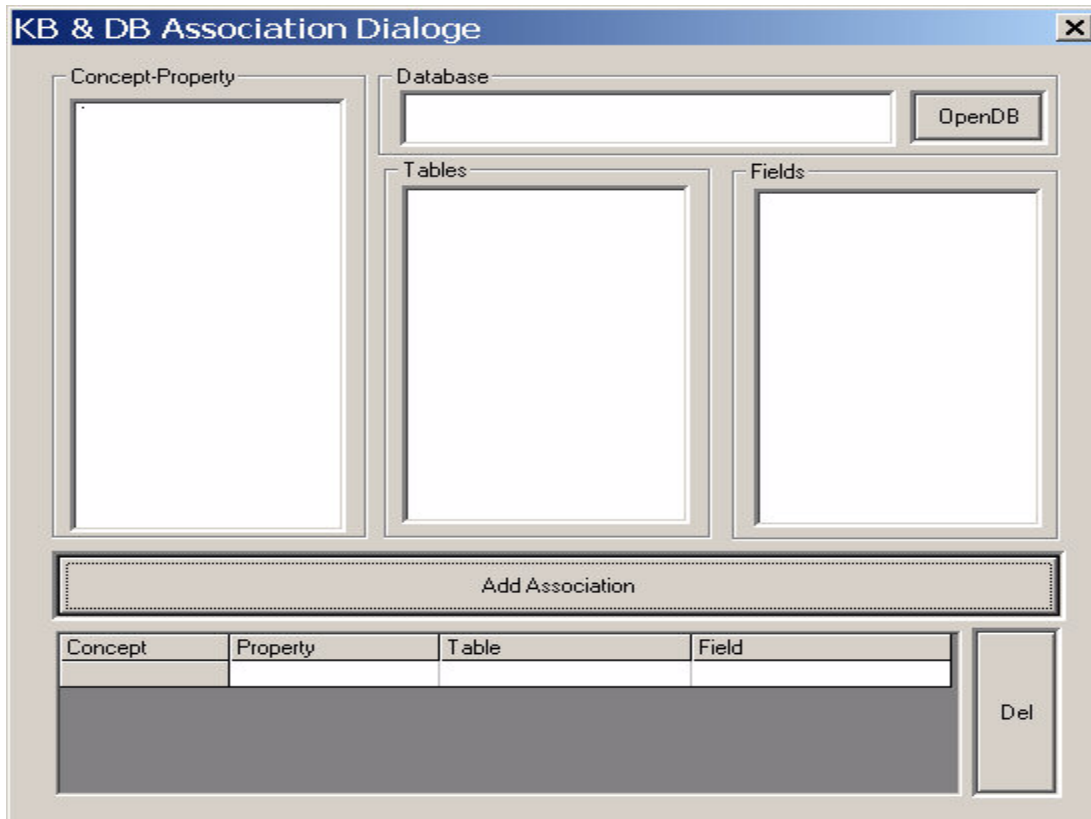 KB & DB Association Dialoge
Concept-Property
Database
OpenDB
Tables
Fields
Add Association
Concept Property Table Field
Del